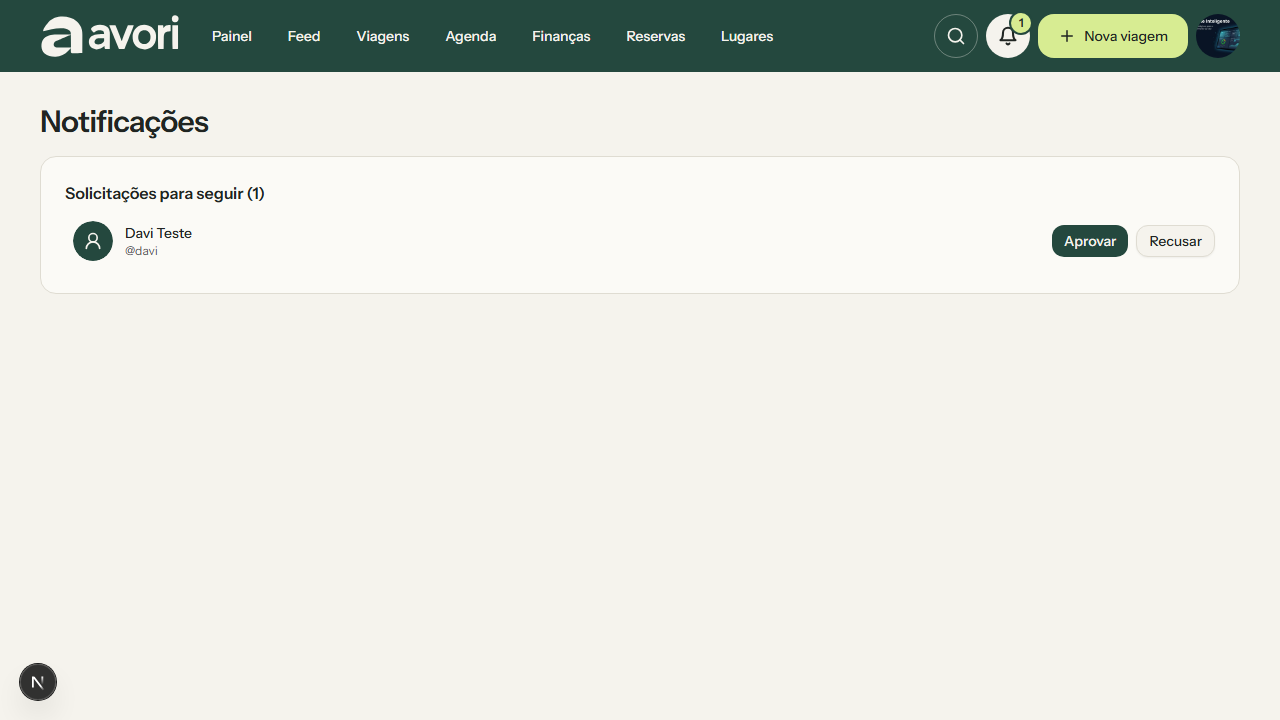 a avori
Painel
Feed
Viagens
Agenda
Finanças
Reservas
Lugares
1
Nova viagem
Notificações
Solicitações para seguir (1)
Davi Teste
@davi
Aprovar
Recusar
N